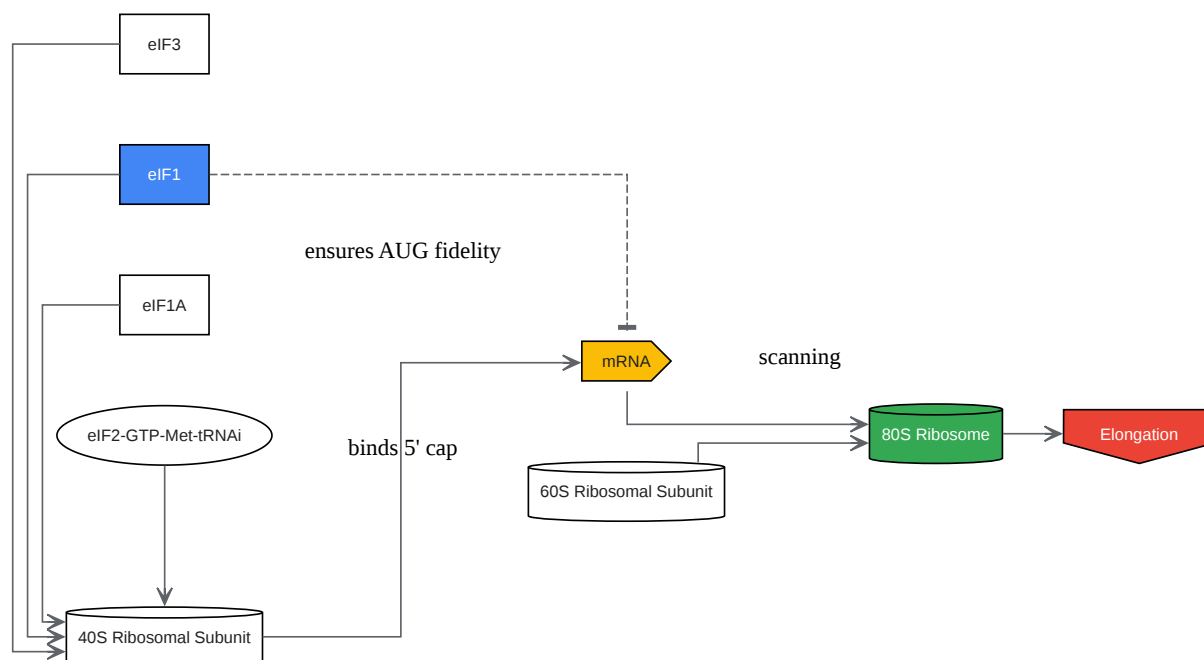 eIF3
eIF1
ensures AUG fidelity
eIF1A
mRNA
scanning
eIF2-GTP-Met-tRNAi
binds 5' cap
80S Ribosome
Elongation
60S Ribosomal Subunit
40S Ribosomal Subunit